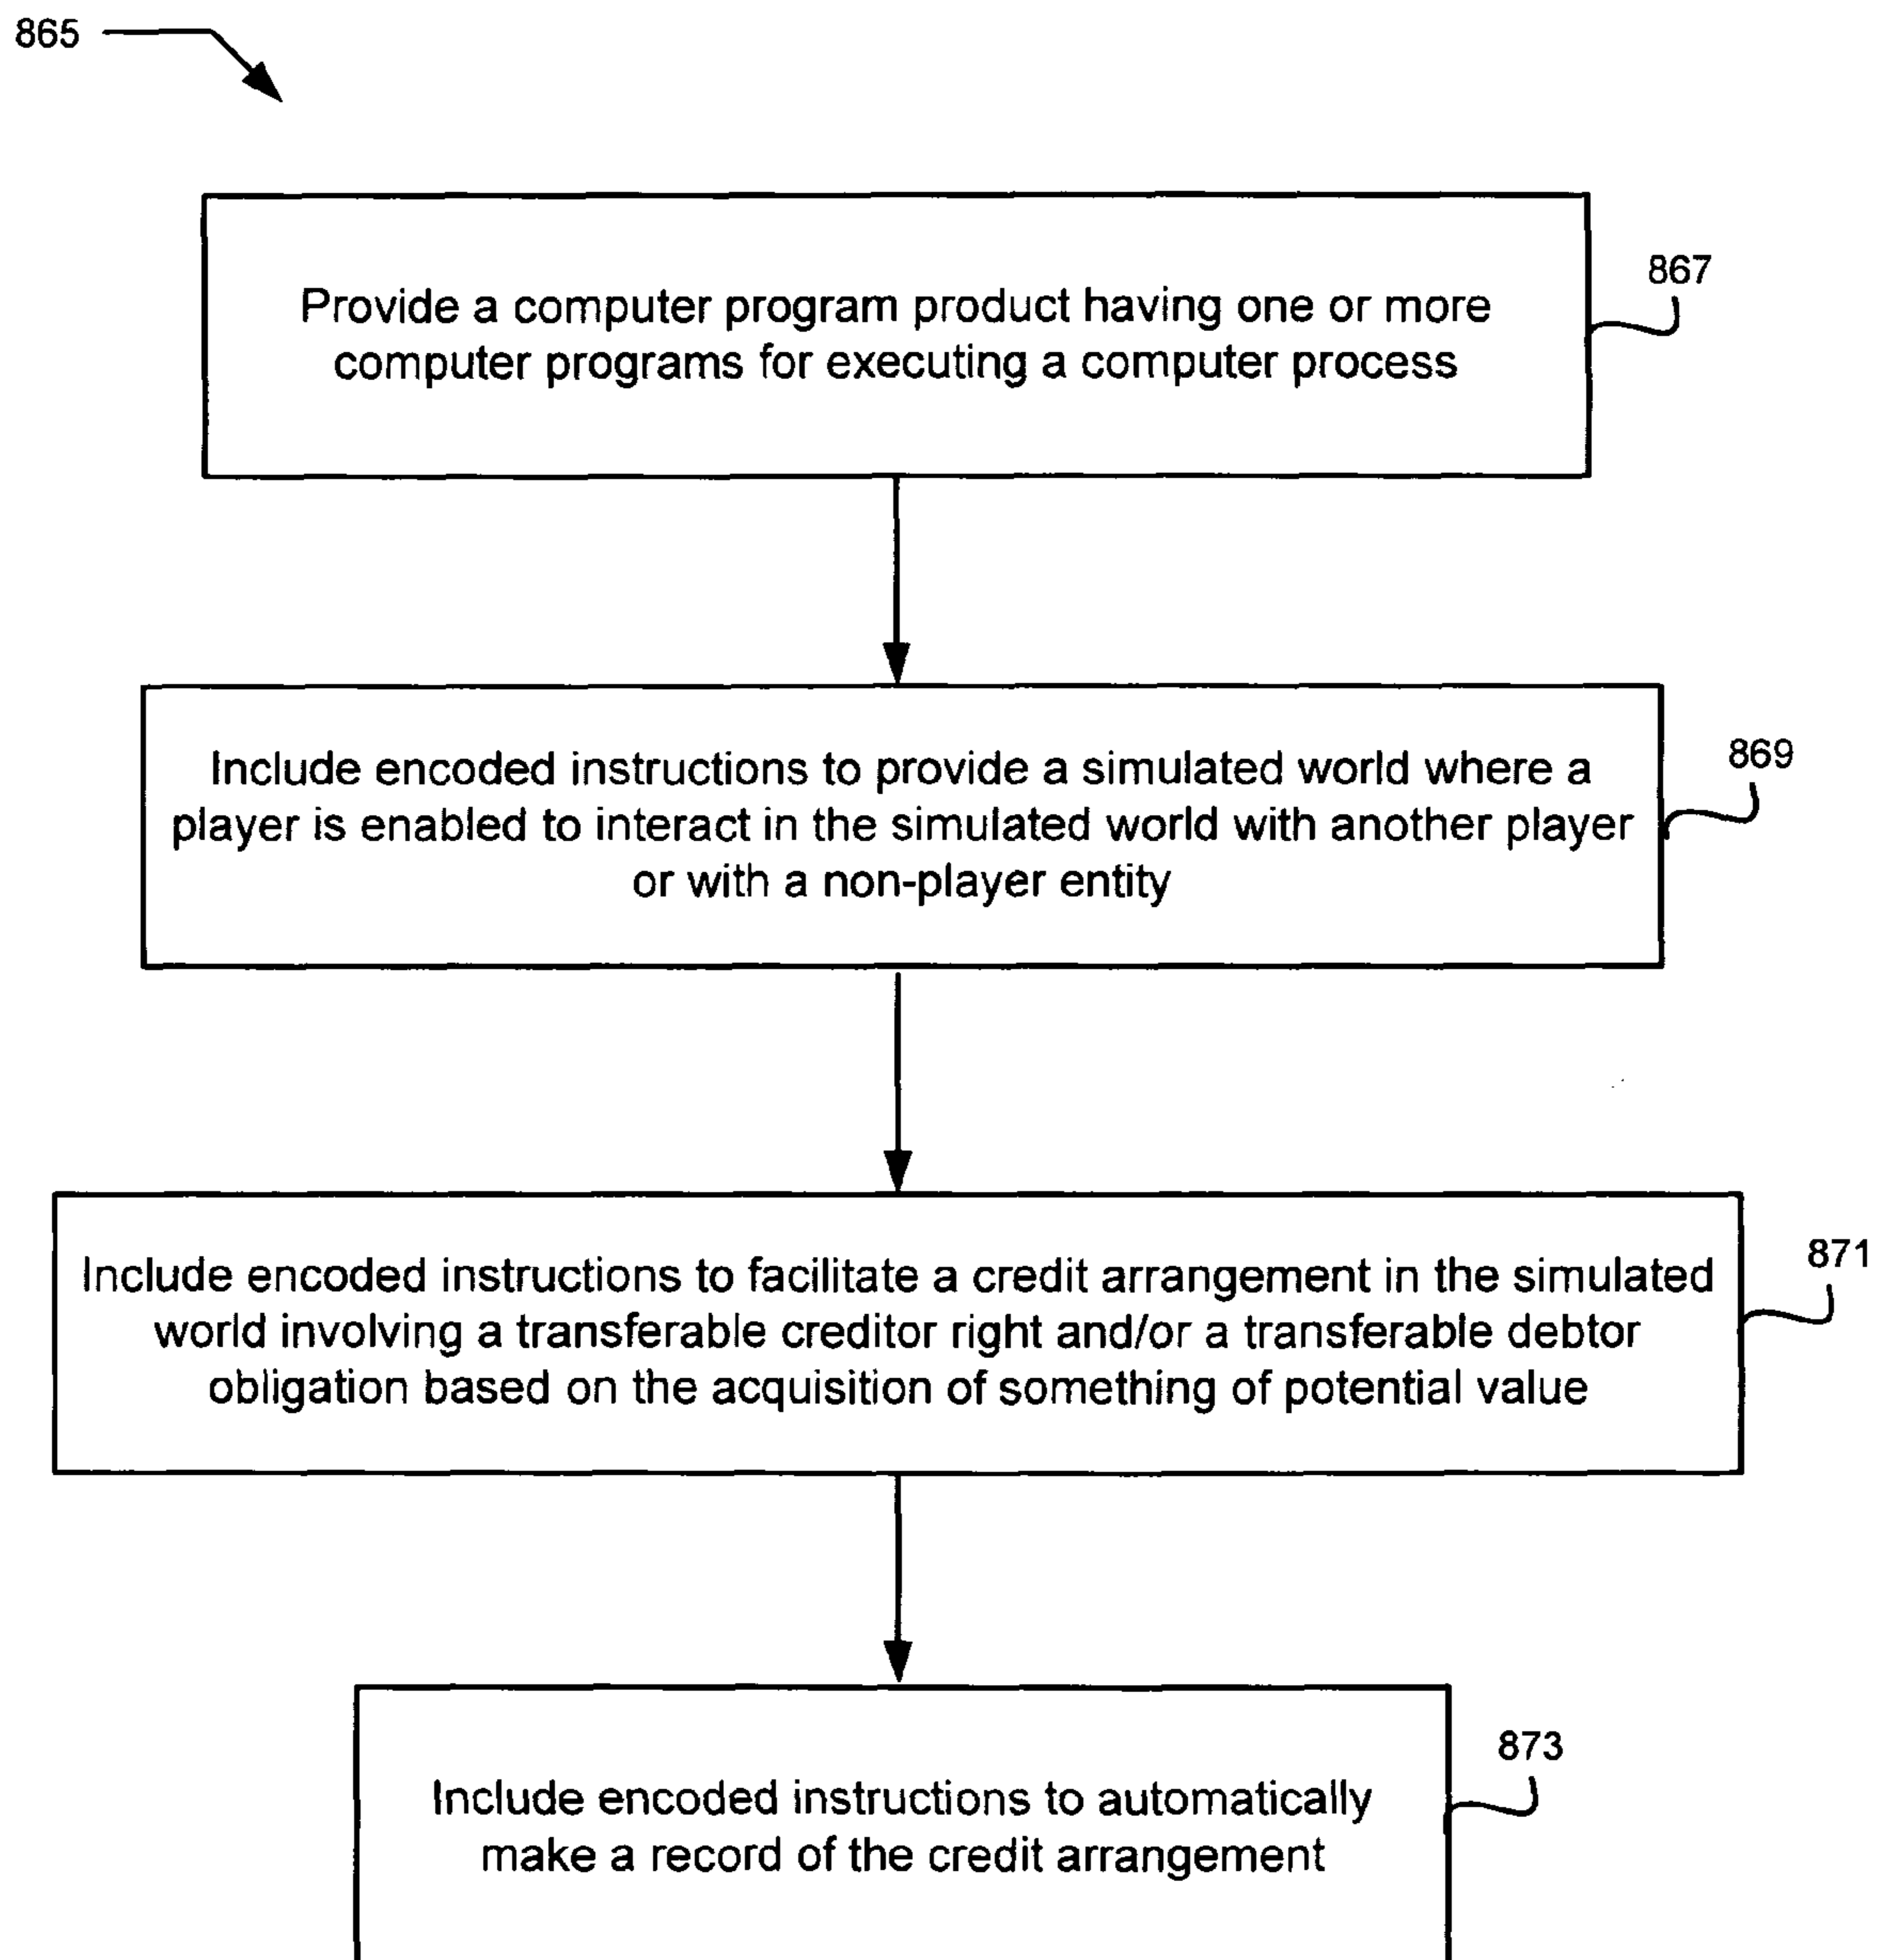 865
Provide a computer program product having one or more
computer programs for executing a computer process
867
Include encoded instructions to provide a simulated world where a
player is enabled to interact in the simulated world with another player
or with a non-player entity
869
Include encoded instructions to facilitate a credit arrangement in the simulated
world involving a transferable creditor right and/or a transferable debtor
obligation based on the acquisition of something of potential value
871
Include encoded instructions to automatically
make a record of the credit arrangement
873